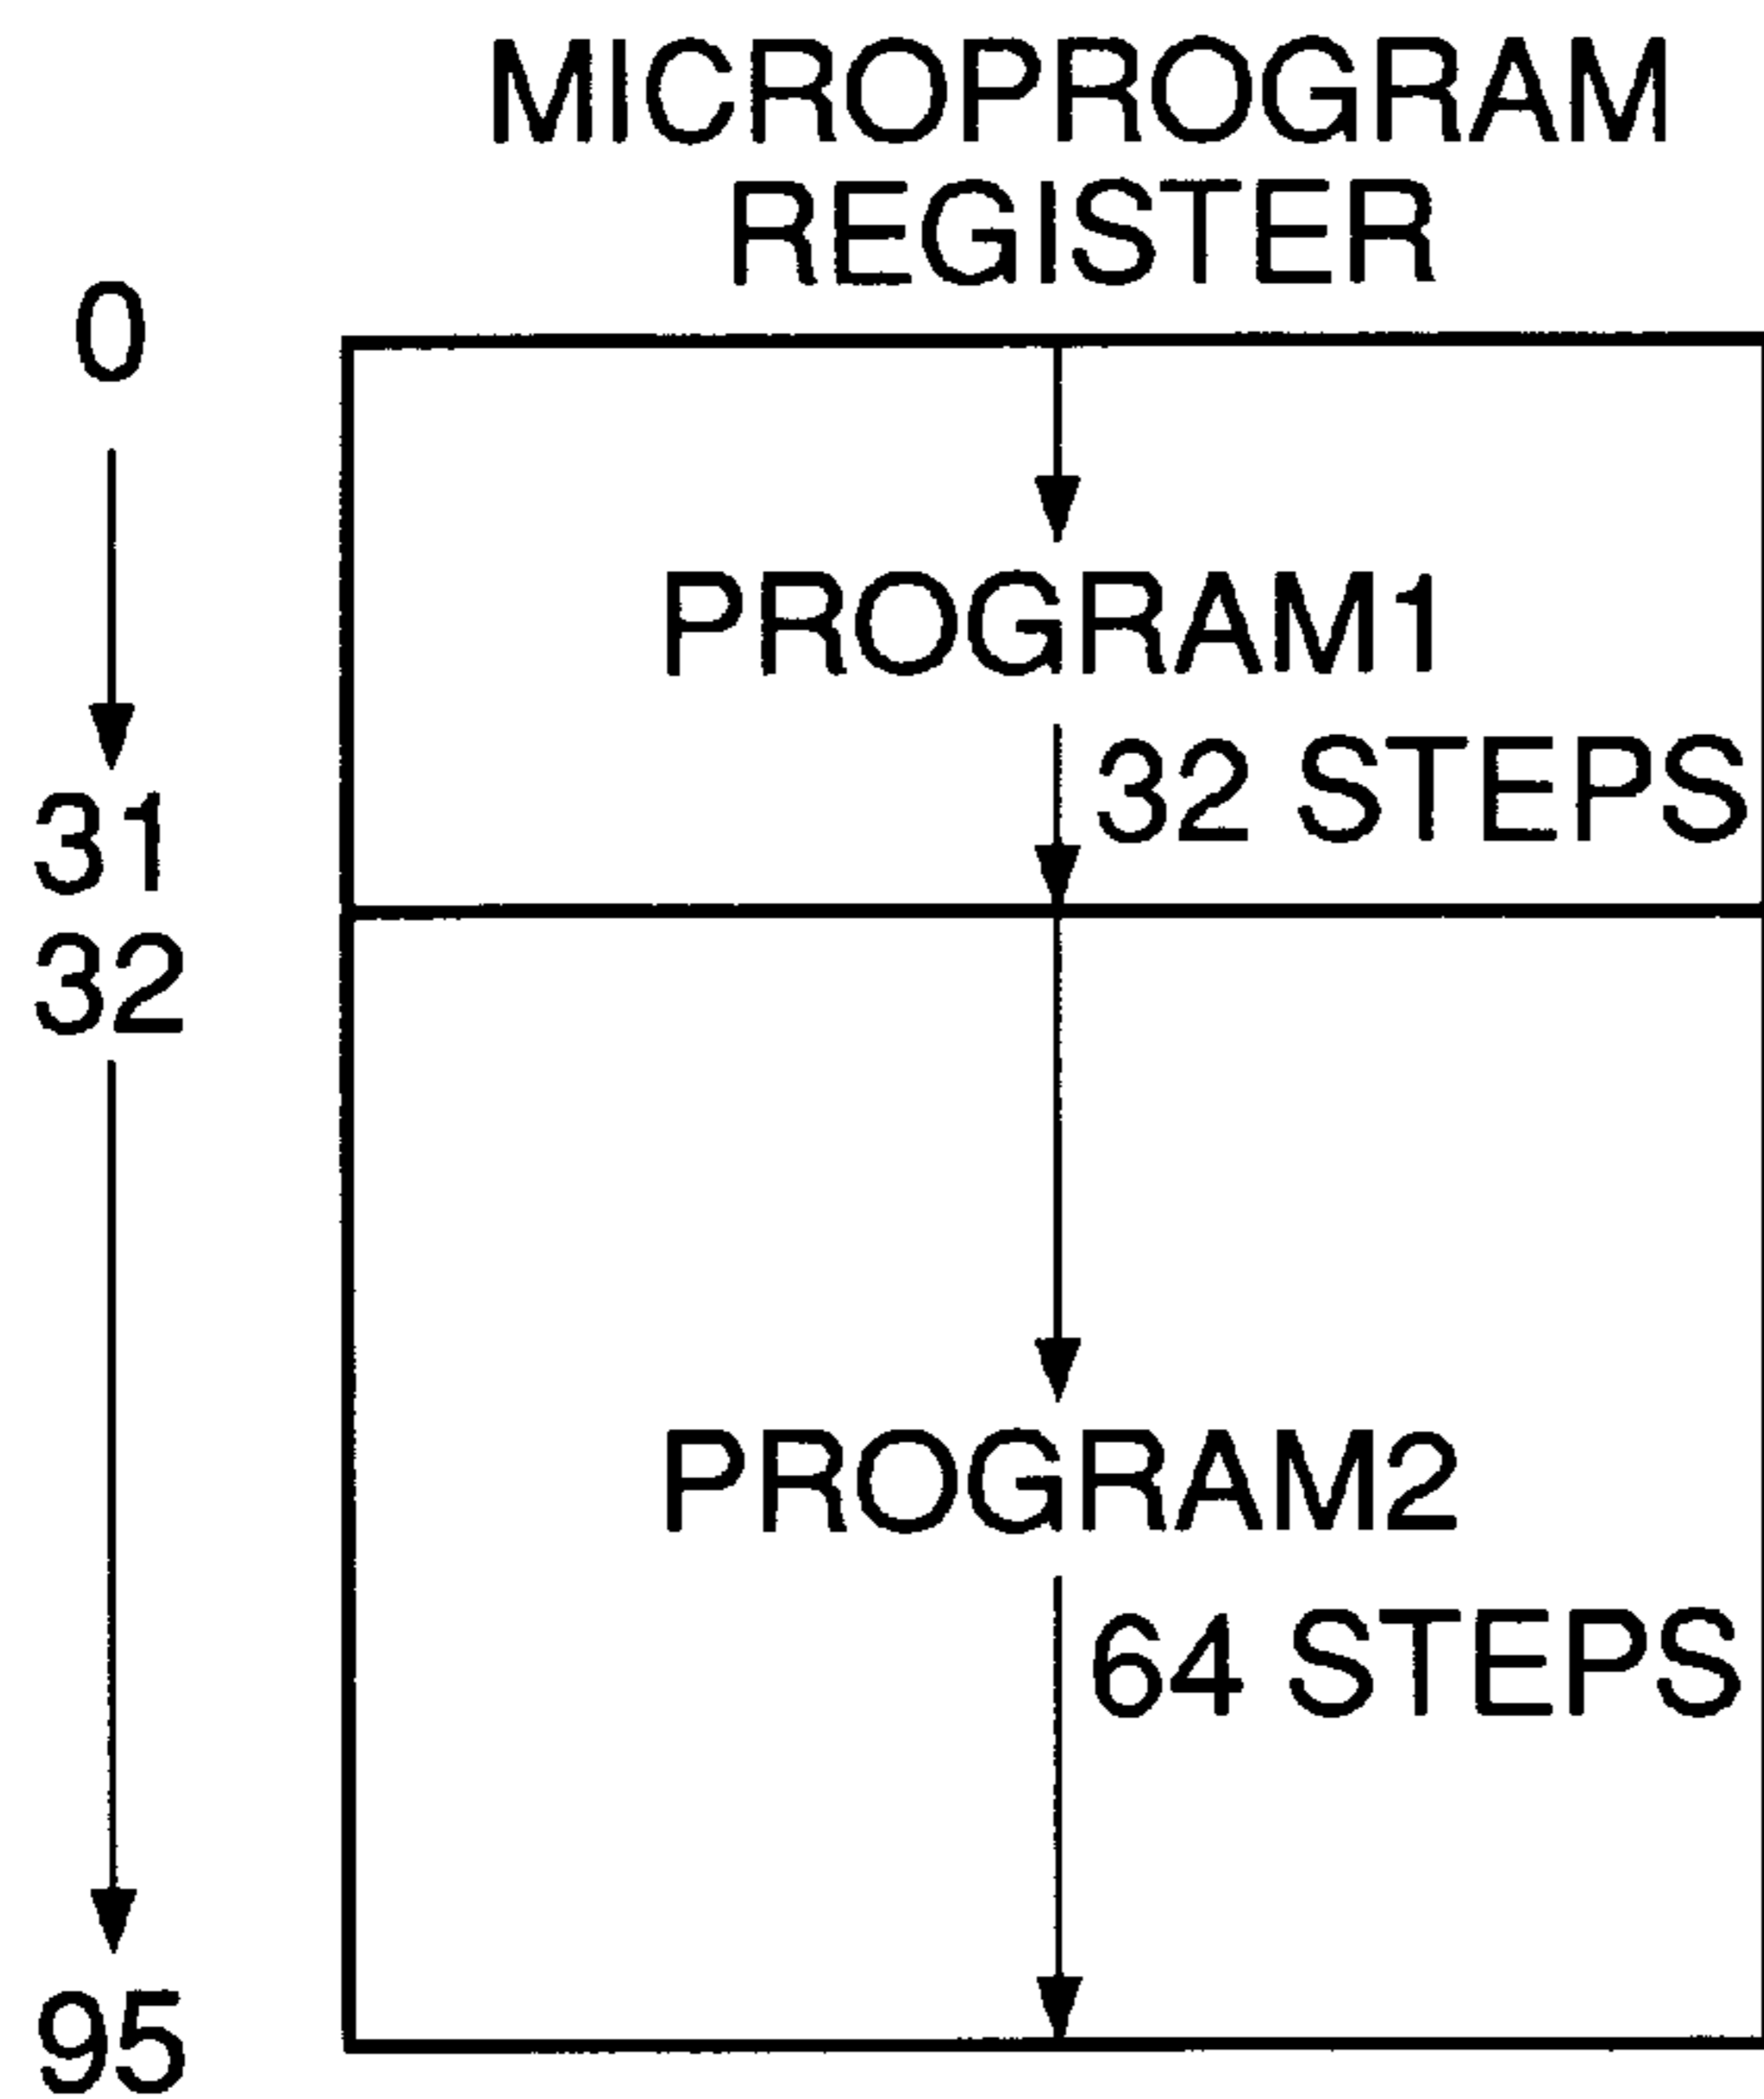 MICROPROGRAM
REGISTER
0
31
32
95
PROGRAM1
32 STEPS
PROGRAM2
64 STEPS